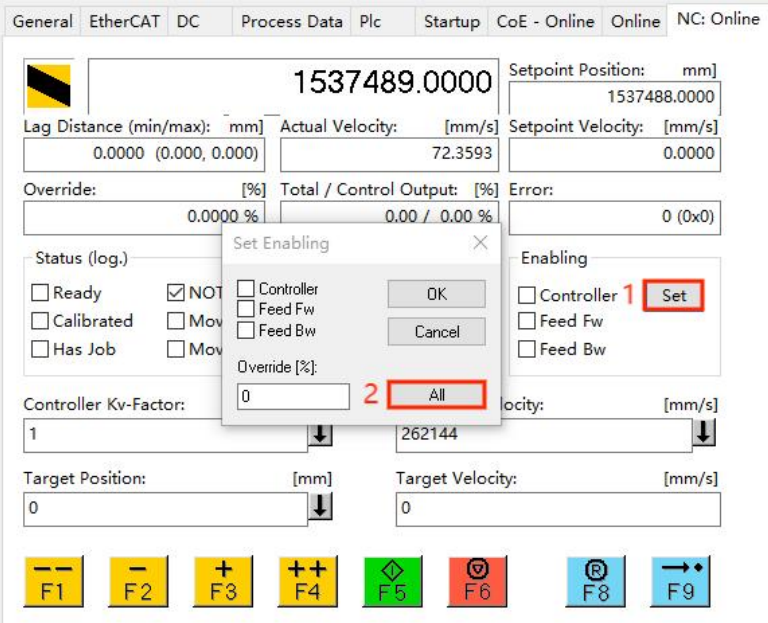 General EtherCAT DC Process Data Plc Startup CoE - Online Online NC: Online
1537489.0000
Setpoint Position: mm]
1537488.0000
Lag Distance (min/max): mm] Actual Velocity: [mm/s] Setpoint Velocity: [mm/s]
0.0000 (0.000, 0.000) 72.3593 0.0000
Override: [%] Total / Control Output: [%] Error:
0.0000 % 0.00 / 0.00 % 0 (0x0)
Status (log.)
Ready NOT
Calibrated Mov
Has Job Mov
Set Enabling
Controller OK
Feed Fw
Feed Bw Cancel
Override [%]:
0 2 All
Enabling
Controller 1 Set
Feed Fw
Feed Bw
Controller Kv-Factor: locity: [mm/s]
1 262144
Target Position: [mm] Target Velocity: [mm/s]
0 0
-- - + ++ R
F1 F2 F3 F4 F5 F6 F8 F9